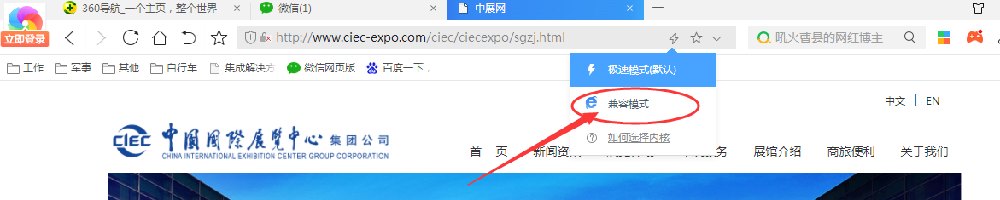 360导航_一个主页，整个世界
微信(1)
中展网
立即登录
http://www.ciec-expo.com/ciec/ciecexpo/sgzj.html
吼火曹县的网红博主
工作
军事
其他
自行车
集成解决方
微信网页版
百度一下
极速模式(默认)
兼容模式
如何选择内核
中文 | EN
CIEC
中国国际展览中心集团公司
CHINA INTERNATIONAL EXHIBITION CENTER GROUP CORPORATION
首 页
新闻资
服务
展馆介绍
商旅便利
关于我们